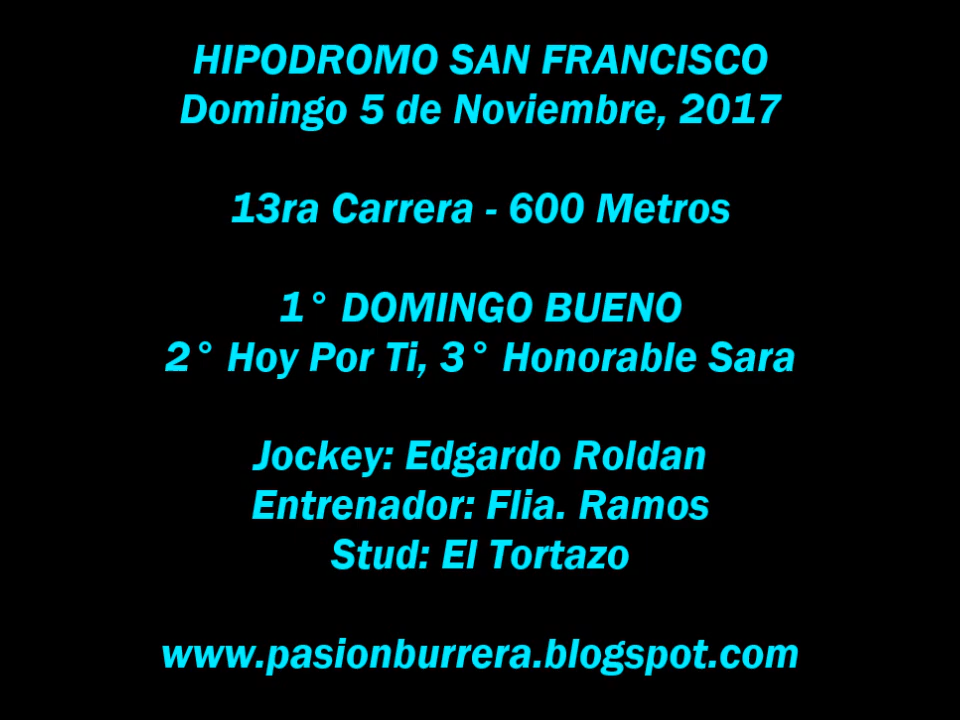 HIPODROMO SAN FRANCISCO
Domingo 5 de Noviembre, 2017
13ra Carrera - 600 Metros
1° DOMINGO BUENO
2° Hoy Por Ti, 3° Honorable Sara
Jockey: Edgardo Roldan
Entrenador: Flia. Ramos
Stud: El Tortazo
www.pasionburrera.blogspot.com